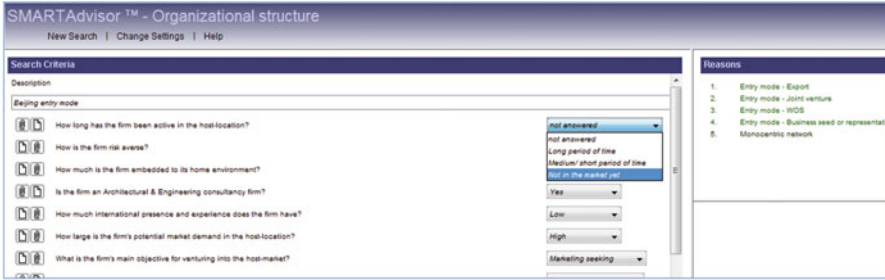 SMARTAdvisor ™ - Organizational structure
New Search | Change Settings | Help
Search Criteria
Description
Beijing entry mode
How long has the firm been active in the host-location?
not answered
not answered
Long period of time
Medium/ short period of time
Not in the market yet
How is the firm risk averse?
How much is the firm embedded to its home environment?
Is the firm an Architectural & Engineering consultancy firm?
Yes
How much international presence and experience does the firm have?
Low
How large is the firm's potential market demand in the host-location?
High
What is the firm's main objective for venturing into the host-market?
Marketing seeking
Reasons
1. Entry mode - Export
2. Entry mode - Joint venture
3. Entry mode - WOS
4. Entry mode - Business seed or representati
5. Monocentric network